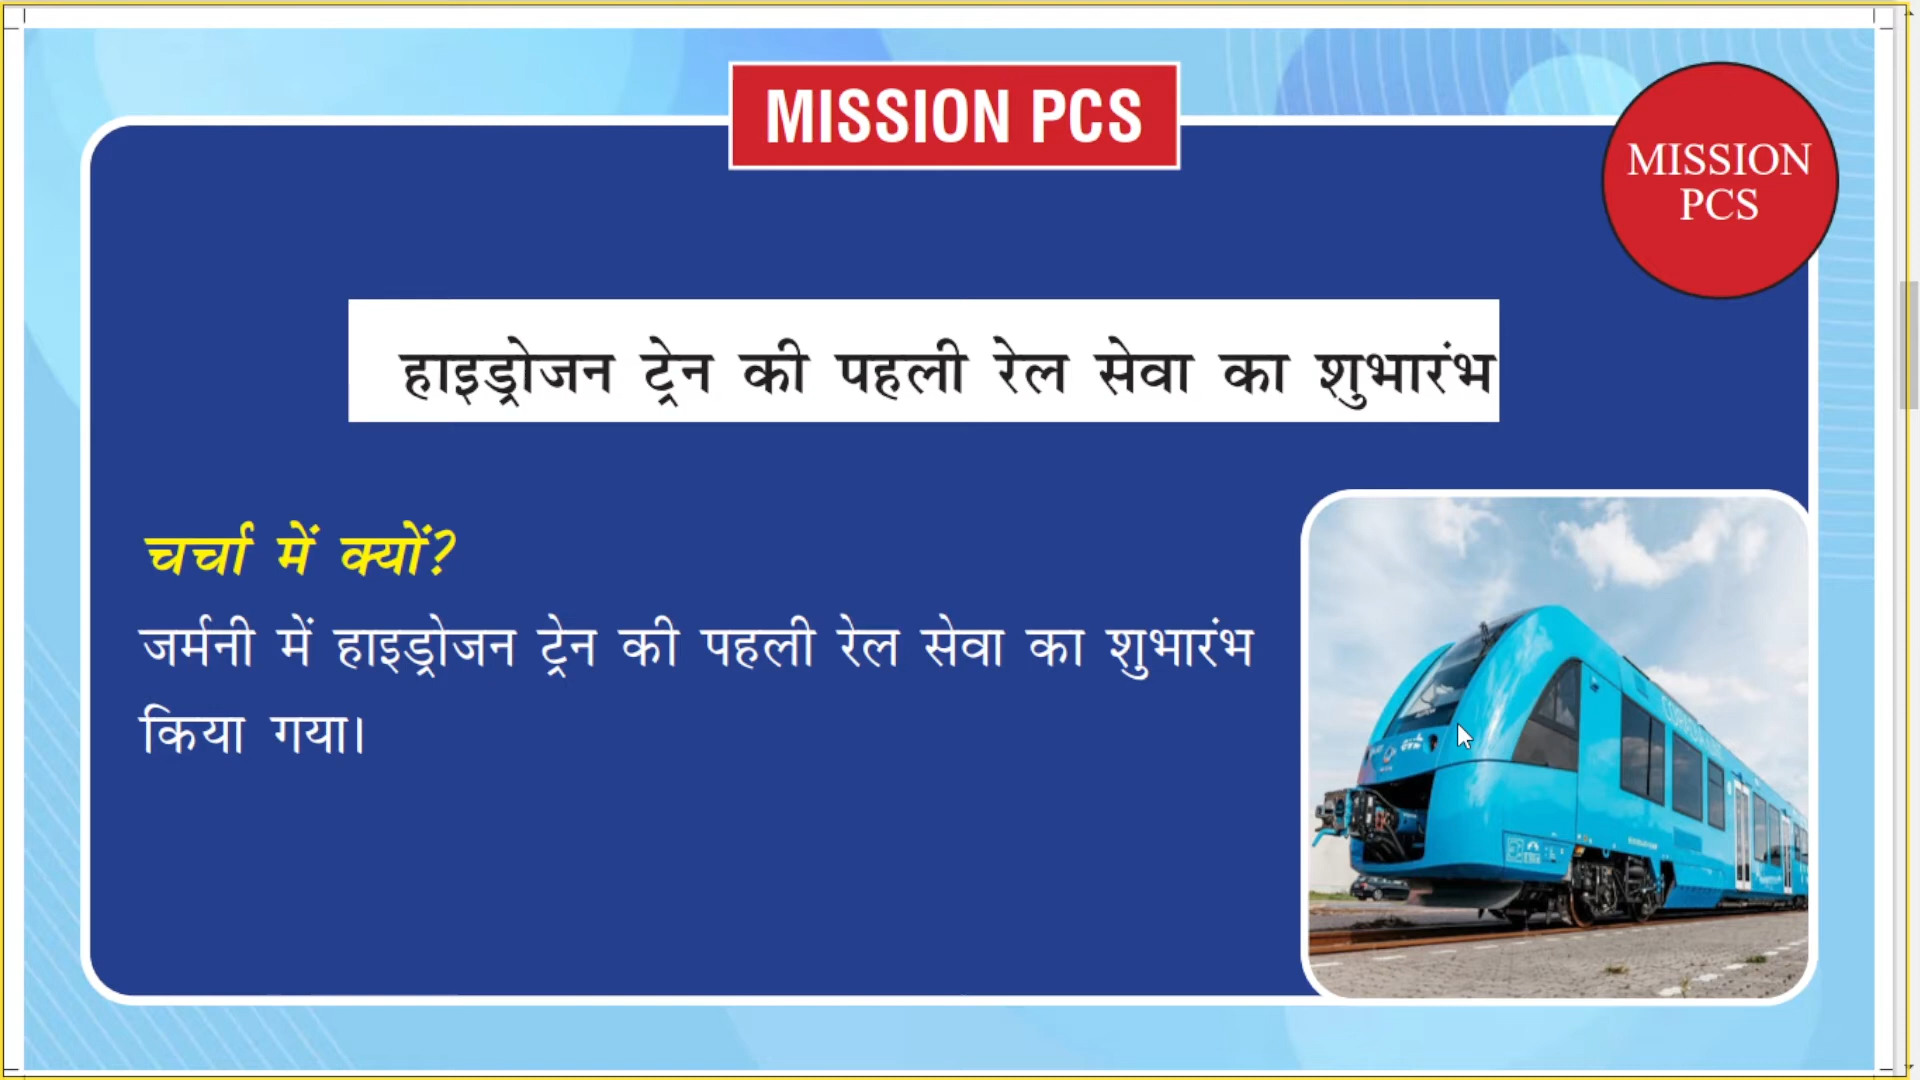 MISSION PCS
MISSION
PCS
हाइड्रोजन ट्रेन की पहली रेल सेवा का शुभारंभ
चर्चा में क्यों?
जर्मनी में हाइड्रोजन ट्रेन की पहली रेल सेवा का शुभारंभ
किया गया।